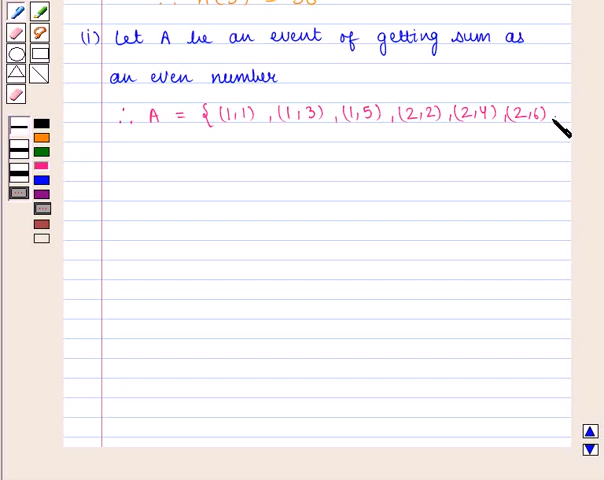 ∴ n(S) = 36
(i) Let A be an event of getting sum as
an even number
∴ A = { (1,1) , (1,3) , (1,5) , (2,2) , (2,4) , (2,6) ,